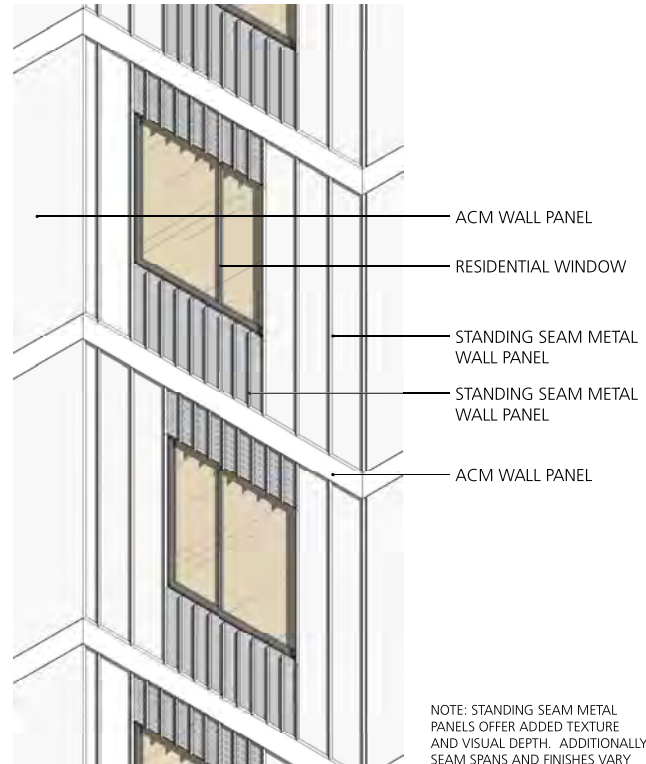 ACM WALL PANEL
RESIDENTIAL WINDOW
STANDING SEAM METAL
WALL PANEL
STANDING SEAM METAL
WALL PANEL
ACM WALL PANEL
NOTE: STANDING SEAM METAL
PANELS OFFER ADDED TEXTURE
AND VISUAL DEPTH.  ADDITIONALLY
SEAM SPANS AND FINISHES VARY